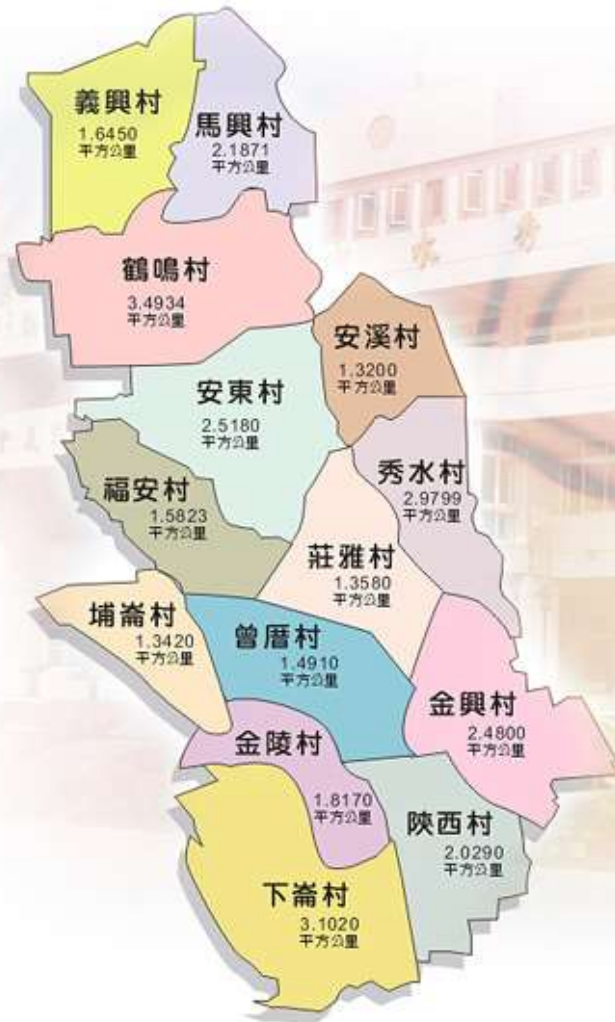 義興村
1.6450
平方公里
馬興村
2.1871
平方公里
鶴鳴村
3.4934
平方公里
安溪村
1.3200
平方公里
安東村
2.5180
平方公里
秀水村
2.9799
平方公里
福安村
1.5823
平方公里
莊雅村
1.3580
平方公里
埔崙村
1.3420
平方公里
曾厝村
1.4910
平方公里
金興村
2.4800
平方公里
金陵村
1.8170
平方公里
陝西村
2.0290
平方公里
下崙村
3.1020
平方公里